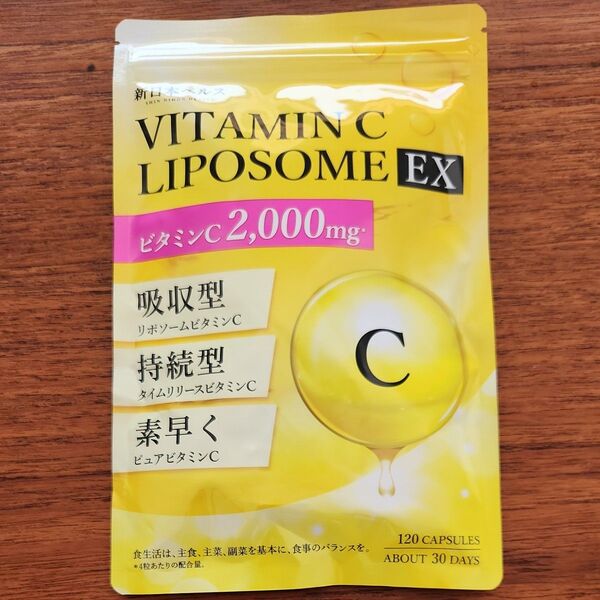 新日本ヘルス
SHIN NIHON HEALTH
VITAMIN C
LIPOSOME EX
ビタミンC 2,000mg*
吸収型
リポソームビタミンC
持続型
タイムリリースビタミンC
素早く
ピュアビタミンC
C
120 CAPSULES
ABOUT 30 DAYS
食生活は、主食、主菜、副菜を基本に、食事のバランスを。
*4粒あたりの配合量。